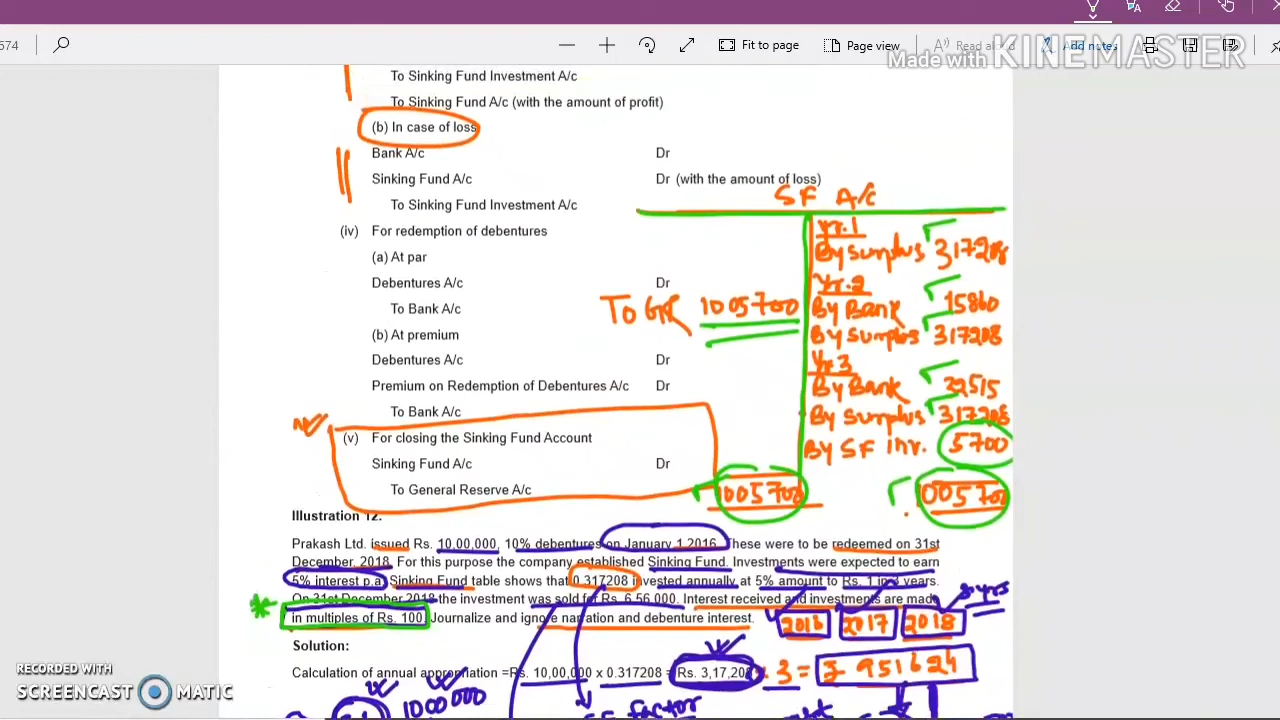 574
Fit to page
Page view
Read aloud
Add notes
Made with KINEMASTER
To Sinking Fund Investment A/c
To Sinking Fund A/c (with the amount of profit)
(b) In case of loss
Bank A/c Dr
Sinking Fund A/c Dr (with the amount of loss)
To Sinking Fund Investment A/c
(iv) For redemption of debentures
(a) At par
Debentures A/c Dr
To Bank A/c
(b) At premium
Debentures A/c Dr
Premium on Redemption of Debentures A/c Dr
To Bank A/c
(v) For closing the Sinking Fund Account
Sinking Fund A/c Dr
To General Reserve A/c
SF A/c
Yr.1
By Surplus 317208
Yr.2
To GR 1005700
By Bank 15860
By Surplus 317208
Yr 3
By Bank 32515
By Surplus 317208
By SF inv. 5700
1005700 1005700
Illustration 12.
Prakash Ltd. issued Rs. 10,00,000, 10% debentures on January 1,2016. These were to be redeemed on 31st
December, 2018. For this purpose the company established Sinking Fund. Investments were expected to earn
5% interest p.a. Sinking Fund table shows that 0.317208 invested annually at 5% amount to Rs. 1 in 3 years.
On 31st December 2018 the investment was sold for Rs. 6,56,000. Interest received and investments are made
in multiples of Rs. 100. Journalize and ignore narration and debenture interest.
3 yrs
2016 2017 2018
Solution:
Calculation of annual appropriation =Rs. 10,00,000 x 0.317208 = Rs. 3,17,208 x 3 = ₹ 951624
1000000
SF factor
RECORDED WITH
SCREENCAST MATIC